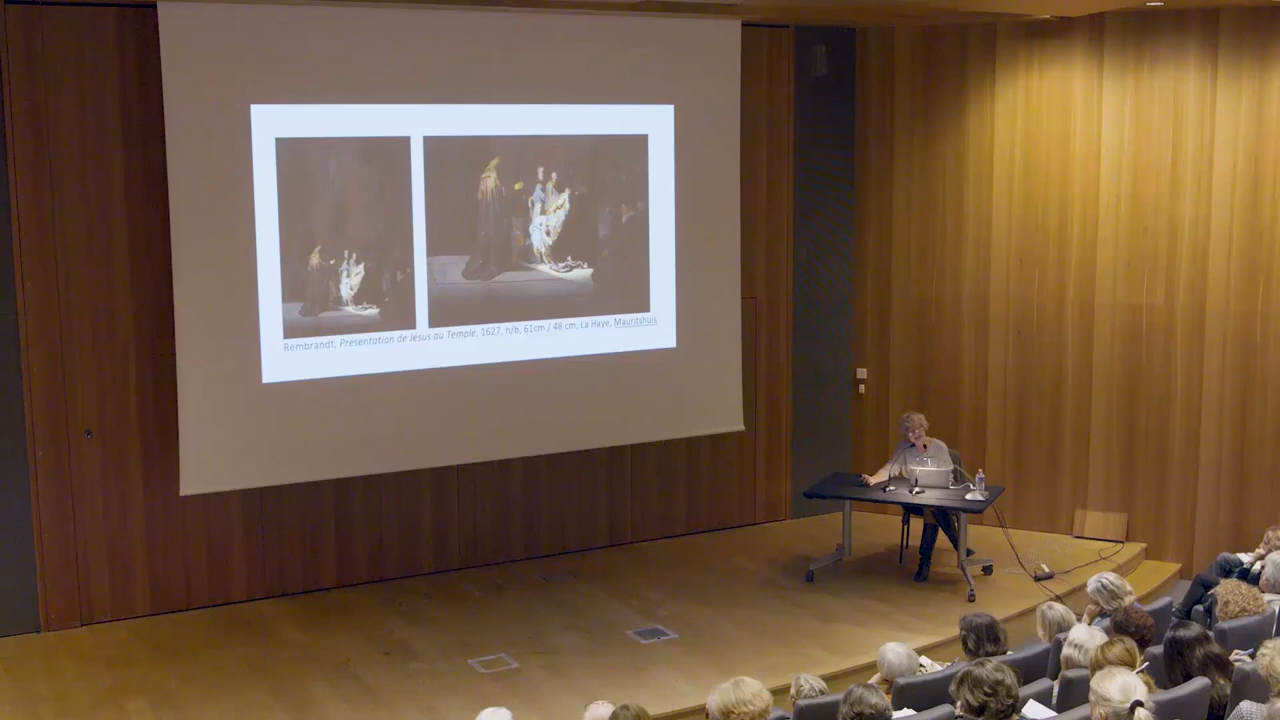 Rembrandt, Présentation de Jésus au Temple, 1627, h/b, 61cm / 48 cm, La Haye, Mauritshuis